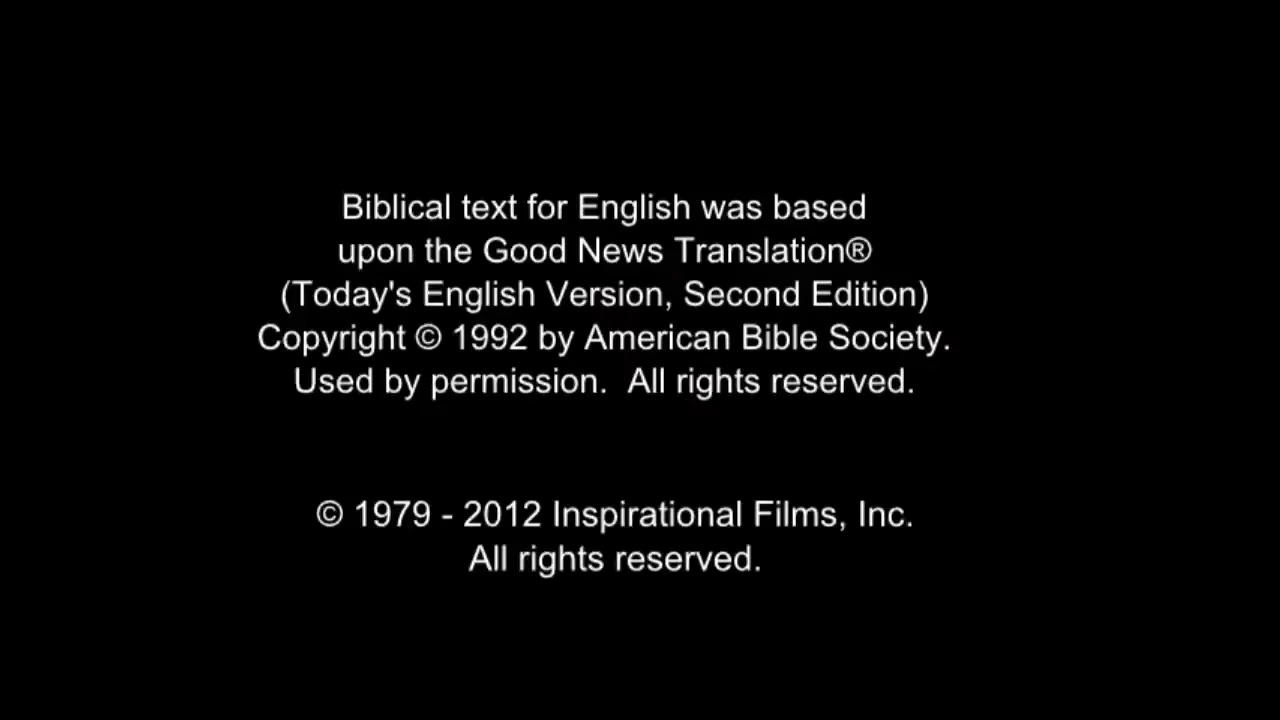 Biblical text for English was based
upon the Good News Translation®
(Today's English Version, Second Edition)
Copyright © 1992 by American Bible Society.
Used by permission.  All rights reserved.
© 1979 - 2012 Inspirational Films, Inc.
All rights reserved.